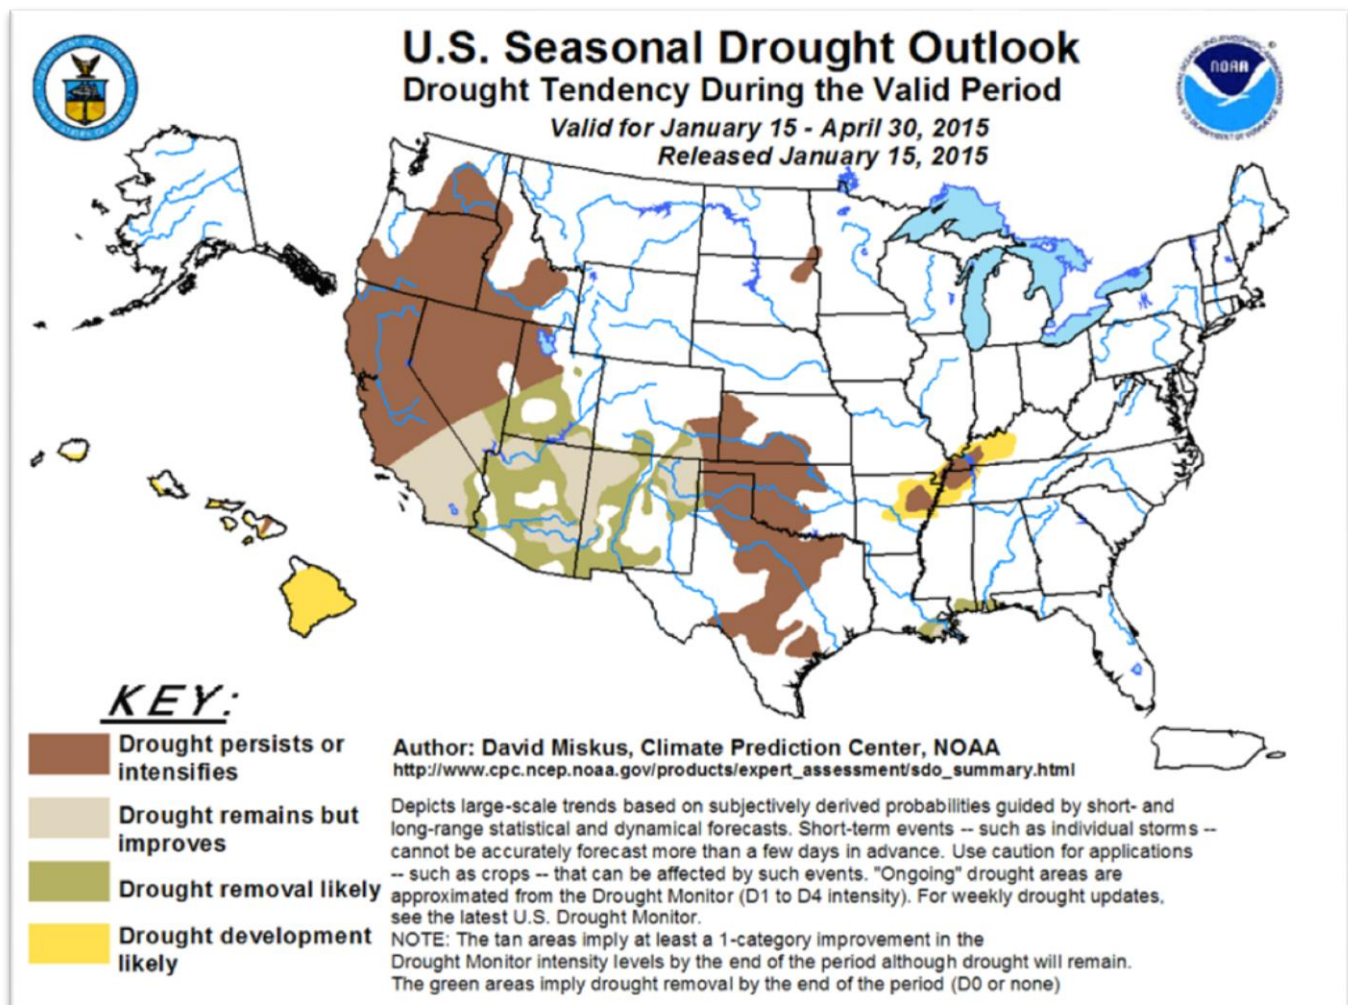 U.S. Seasonal Drought Outlook
Drought Tendency During the Valid Period
Valid for January 15 - April 30, 2015
Released January 15, 2015
NOAA
KEY:
Drought persists or
intensifies
Drought remains but
improves
Drought removal likely
Drought development
likely
Author: David Miskus, Climate Prediction Center, NOAA
http://www.cpc.ncep.noaa.gov/products/expert_assessment/sdo_summary.html
Depicts large-scale trends based on subjectively derived probabilities guided by short- and
long-range statistical and dynamical forecasts. Short-term events -- such as individual storms --
cannot be accurately forecast more than a few days in advance. Use caution for applications
-- such as crops -- that can be affected by such events. "Ongoing" drought areas are
approximated from the Drought Monitor (D1 to D4 intensity). For weekly drought updates,
see the latest U.S. Drought Monitor.
NOTE: The tan areas imply at least a 1-category improvement in the
Drought Monitor intensity levels by the end of the period although drought will remain.
The green areas imply drought removal by the end of the period (D0 or none)